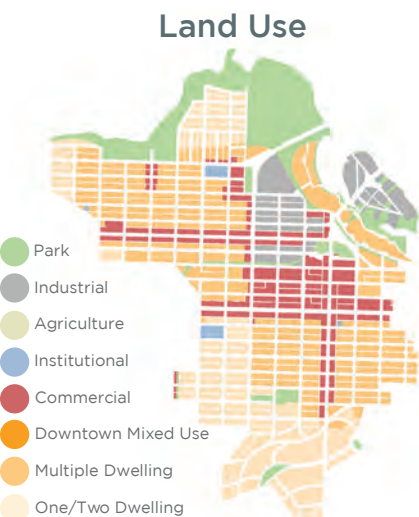 Land Use
Park
Industrial
Agriculture
Institutional
Commercial
Downtown Mixed Use
Multiple Dwelling
One/Two Dwelling